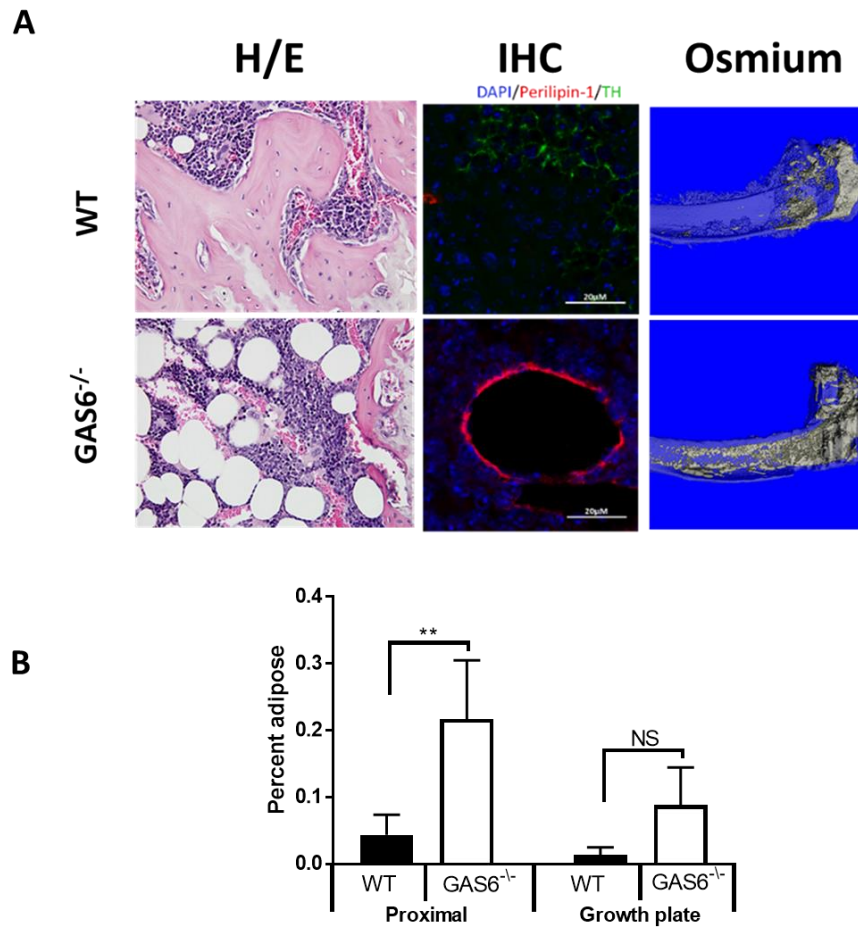 A
H/E
IHC
Osmium
DAPI/Perilipin-1/TH
WT
20μM
GAS6-/-
20μM
B
Percent adipose
0.4
0.3
0.2
0.1
0.0
**
NS
WT
GAS6-\-
WT
GAS6-\-
Proximal
Growth plate